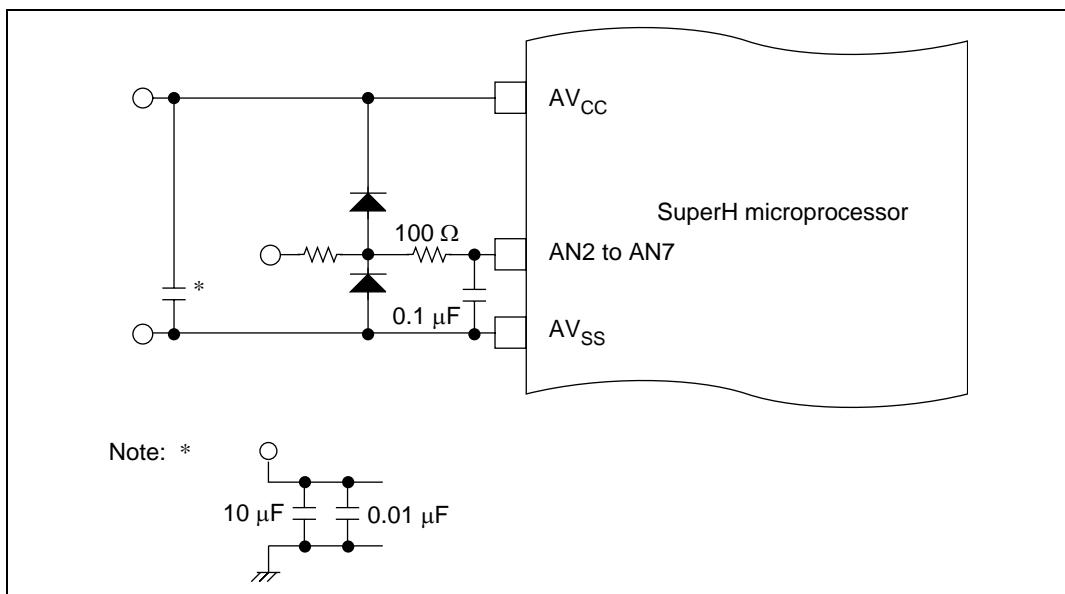 AVCC
SuperH microprocessor
100 Ω
AN2 to AN7
*
0.1 μF
AVSS
Note: *
10 μF
0.01 μF